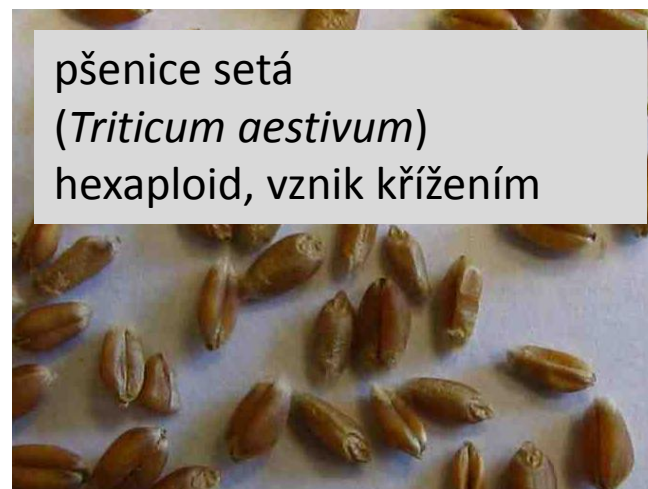 pšenice setá
(Triticum aestivum)
hexaploid, vznik křížením